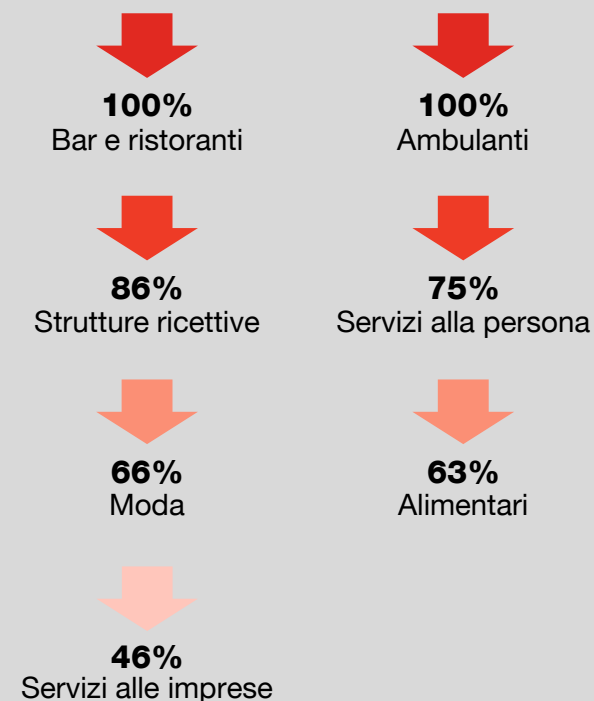 100%
Bar e ristoranti
100%
Ambulanti
86%
Strutture ricettive
75%
Servizi alla persona
66%
Moda
63%
Alimentari
46%
Servizi alle imprese